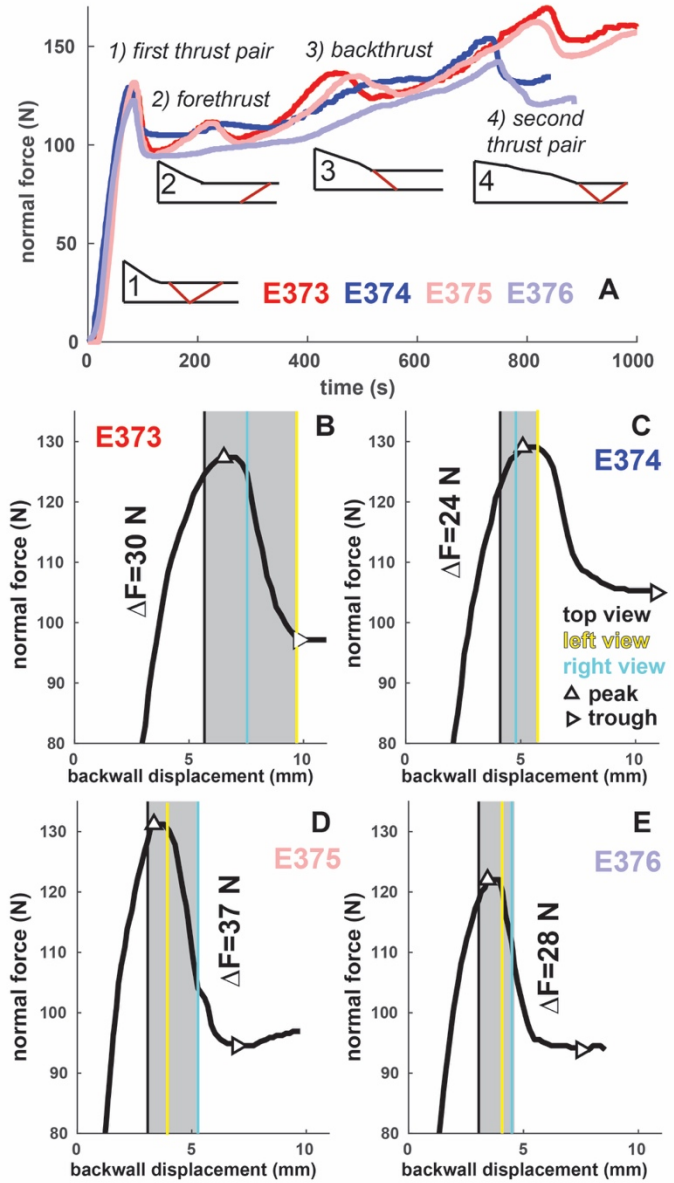 150
100
50
0
normal force (N)
1) first thrust pair
2) forethrust
3) backthrust
4) second
thrust pair
2
3
4
1
E373 E374 E375 E376 A
0 200 400 600 800 1000
time (s)
130
120
110
100
90
80
normal force (N)
E373
B
ΔF=30 N
0 5 10
backwall displacement (mm)
130
120
110
100
90
80
normal force (N)
C
E374
ΔF=24 N
top view
left view
right view
△ peak
▷ trough
0 5 10
backwall displacement (mm)
130
120
110
100
90
80
normal force (N)
D
E375
ΔF=37 N
0 5 10
backwall displacement (mm)
130
120
110
100
90
80
normal force (N)
E
E376
ΔF=28 N
0 5 10
backwall displacement (mm)